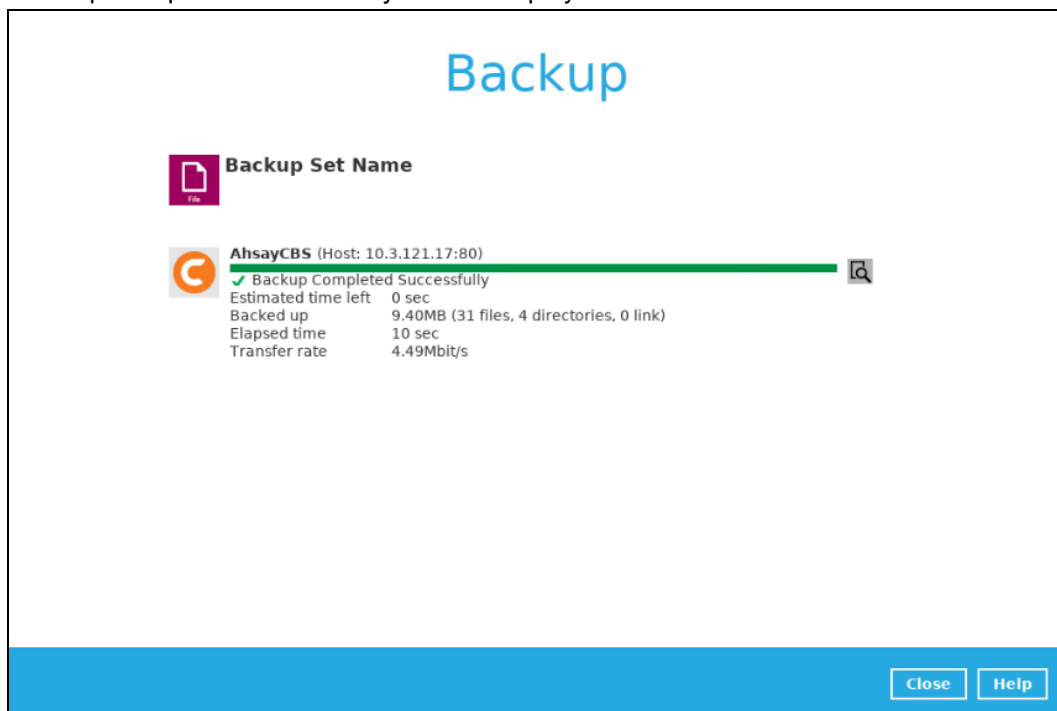 Backup
Backup Set Name
File
AhsayCBS (Host: 10.3.121.17:80)
Backup Completed Successfully
Estimated time left 0 sec
Backed up 9.40MB (31 files, 4 directories, 0 link)
Elapsed time 10 sec
Transfer rate 4.49Mbit/s
Close Help